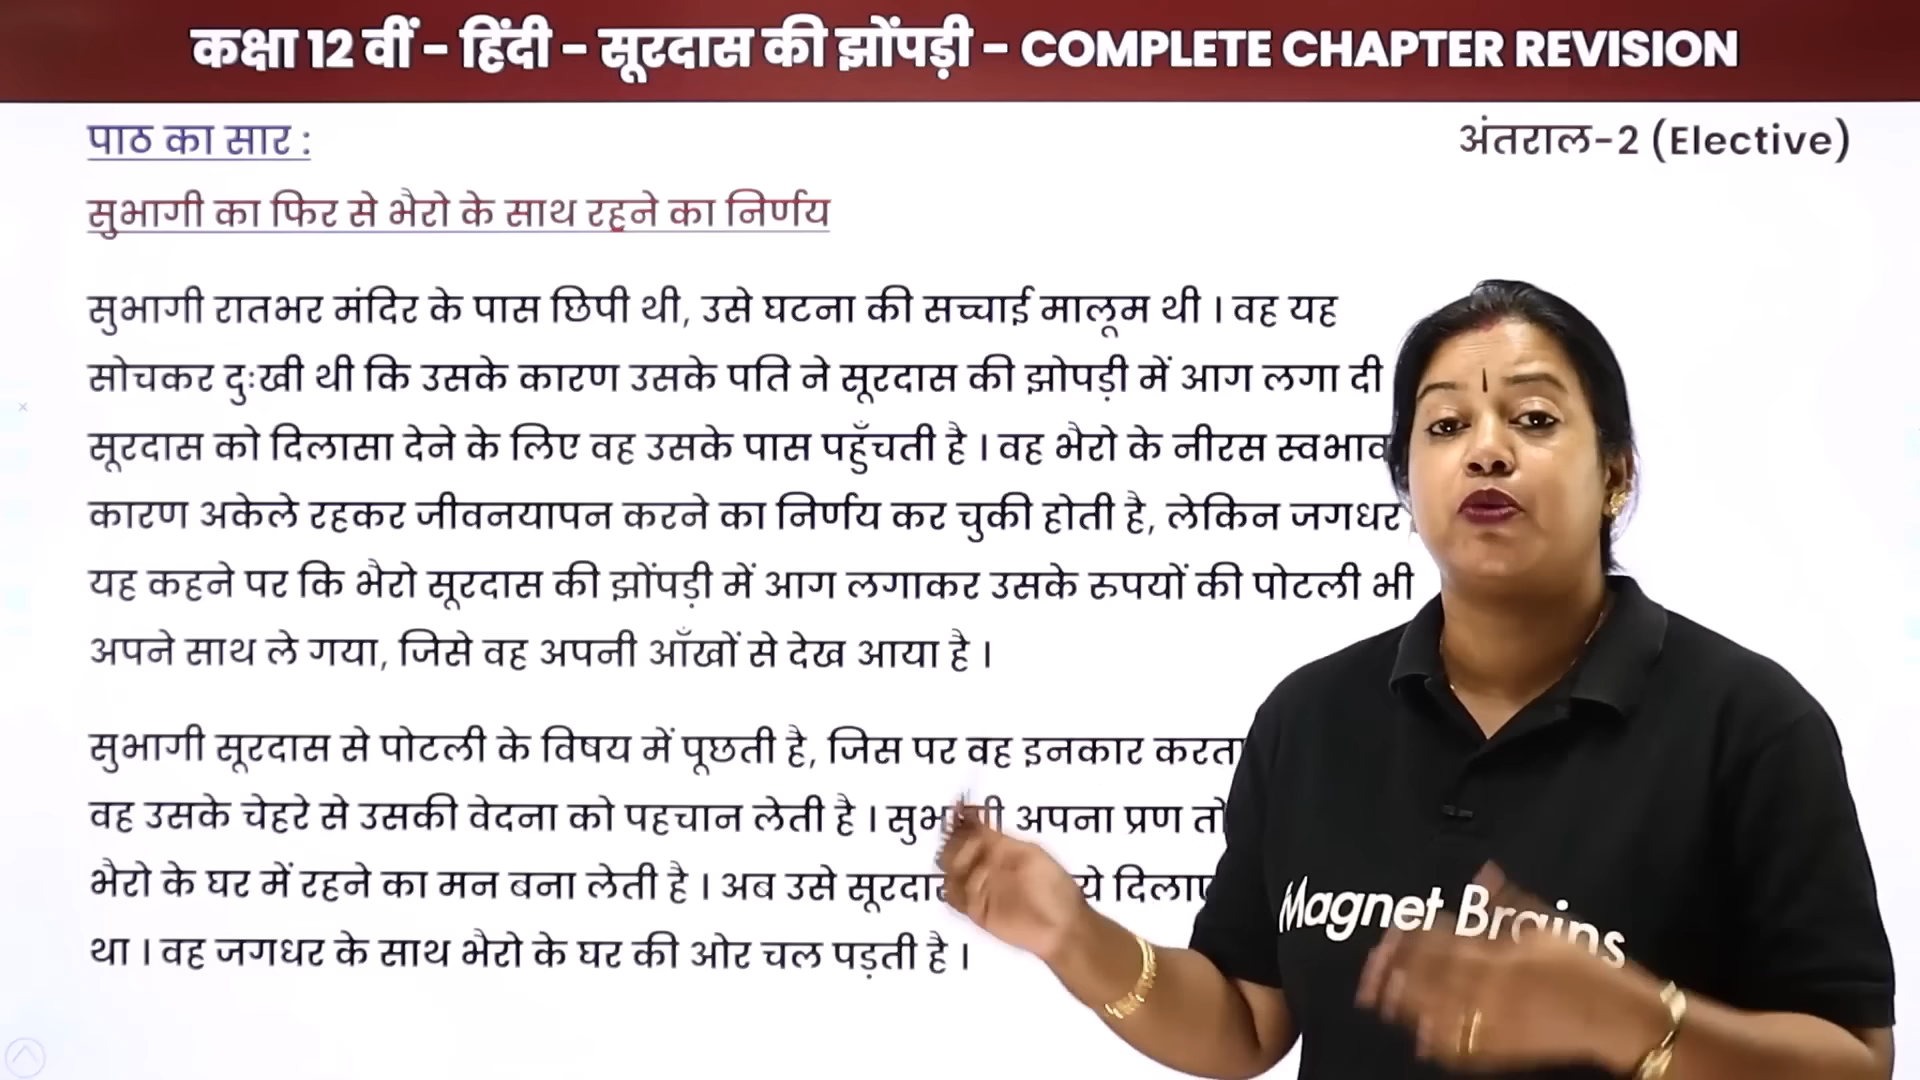 कक्षा 12 वीं - हिंदी - सूरदास की झोंपड़ी - COMPLETE CHAPTER REVISION
पाठ का सार :
अंतराल-2 (Elective)
सुभागी का फिर से भैरो के साथ रहने का निर्णय
सुभागी रातभर मंदिर के पास छिपी थी, उसे घटना की सच्चाई मालूम थी । वह यह
सोचकर दुःखी थी कि उसके कारण उसके पति ने सूरदास की झोपड़ी में आग लगा दी
सूरदास को दिलासा देने के लिए वह उसके पास पहुँचती है । वह भैरो के नीरस स्वभाव
कारण अकेले रहकर जीवनयापन करने का निर्णय कर चुकी होती है, लेकिन जगधर
यह कहने पर कि भैरो सूरदास की झोंपड़ी में आग लगाकर उसके रुपयों की पोटली भी
अपने साथ ले गया, जिसे वह अपनी आँखों से देख आया है ।
सुभागी सूरदास से पोटली के विषय में पूछती है, जिस पर वह इनकार करता
वह उसके चेहरे से उसकी वेदना को पहचान लेती है । सुभागी अपना प्रण
भैरो के घर में रहने का मन बना लेती है । अब उसे
था । वह जगधर के साथ भैरो के घर की ओर चल पड़ती है ।
Magnet Brains